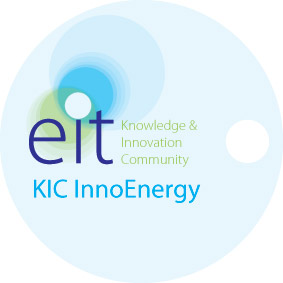 eit
Knowledge &
Innovation
Community
KIC InnoEnergy